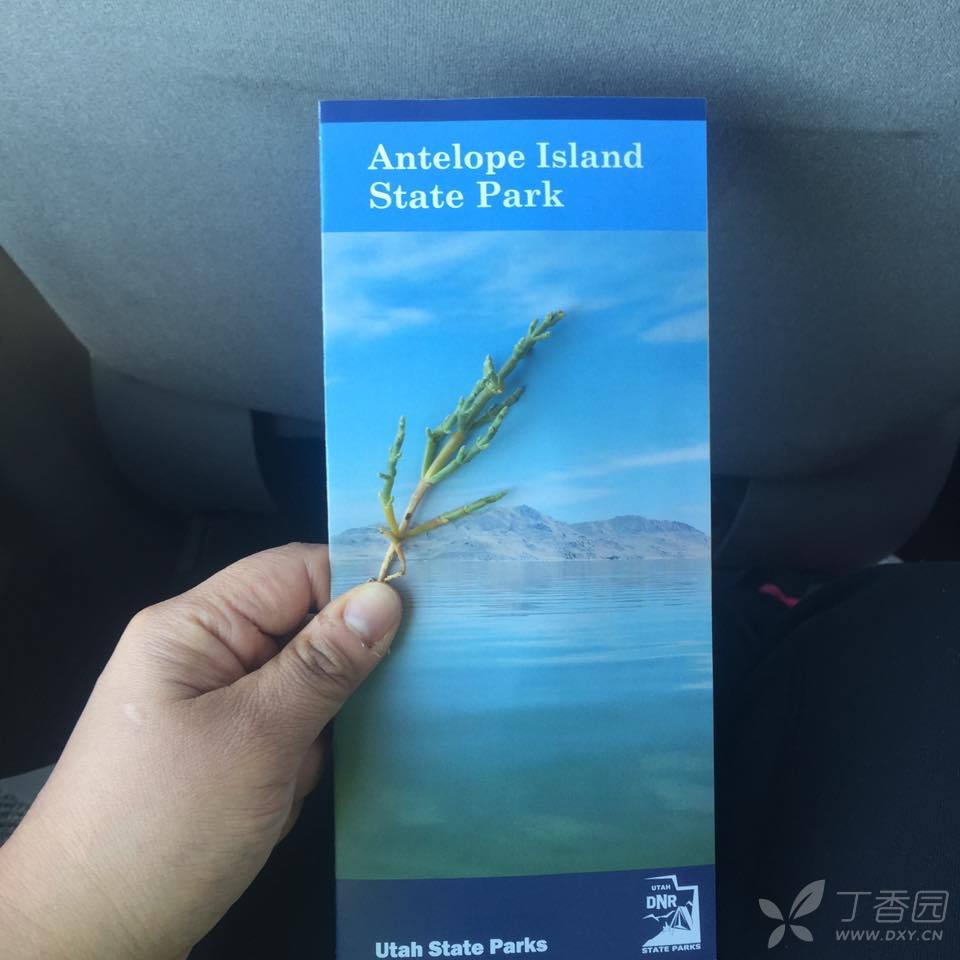 Antelope Island
State Park
Utah State Parks
UTAH
DNR
STATE PARKS
丁香园
WWW.DXY.CN